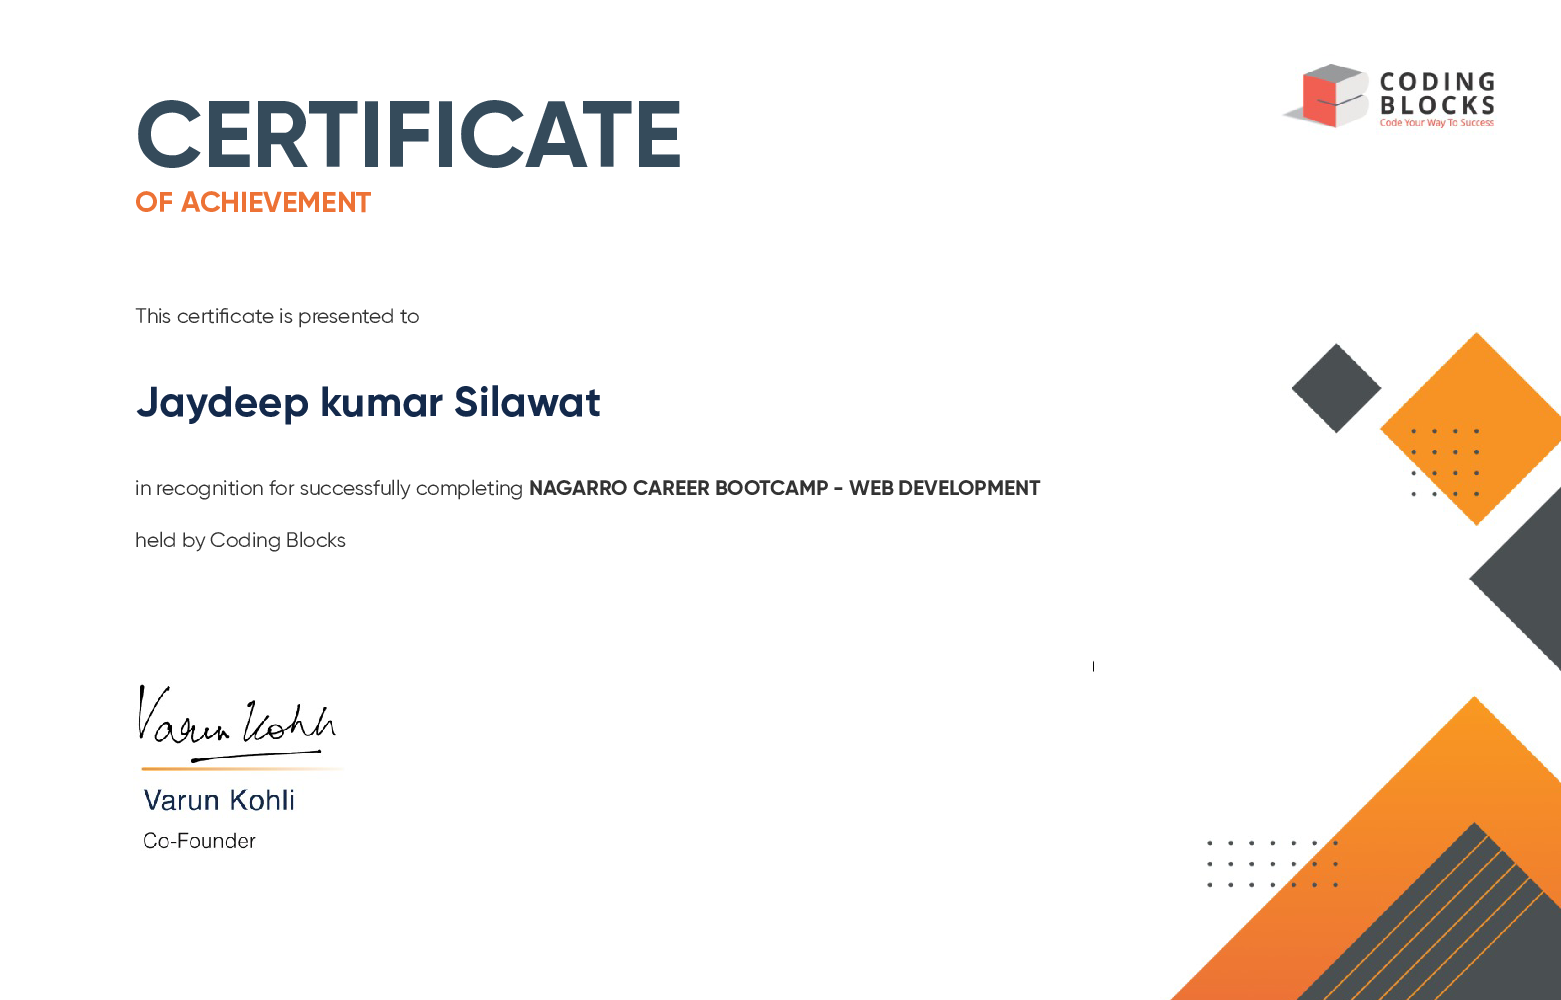 CODING
BLOCKS
Code Your Way To Success
CERTIFICATE
OF ACHIEVEMENT
This certificate is presented to
Jaydeep kumar Silawat
in recognition for successfully completing NAGARRO CAREER BOOTCAMP - WEB DEVELOPMENT
held by Coding Blocks
Varun Kohli
Varun Kohli
Co-Founder